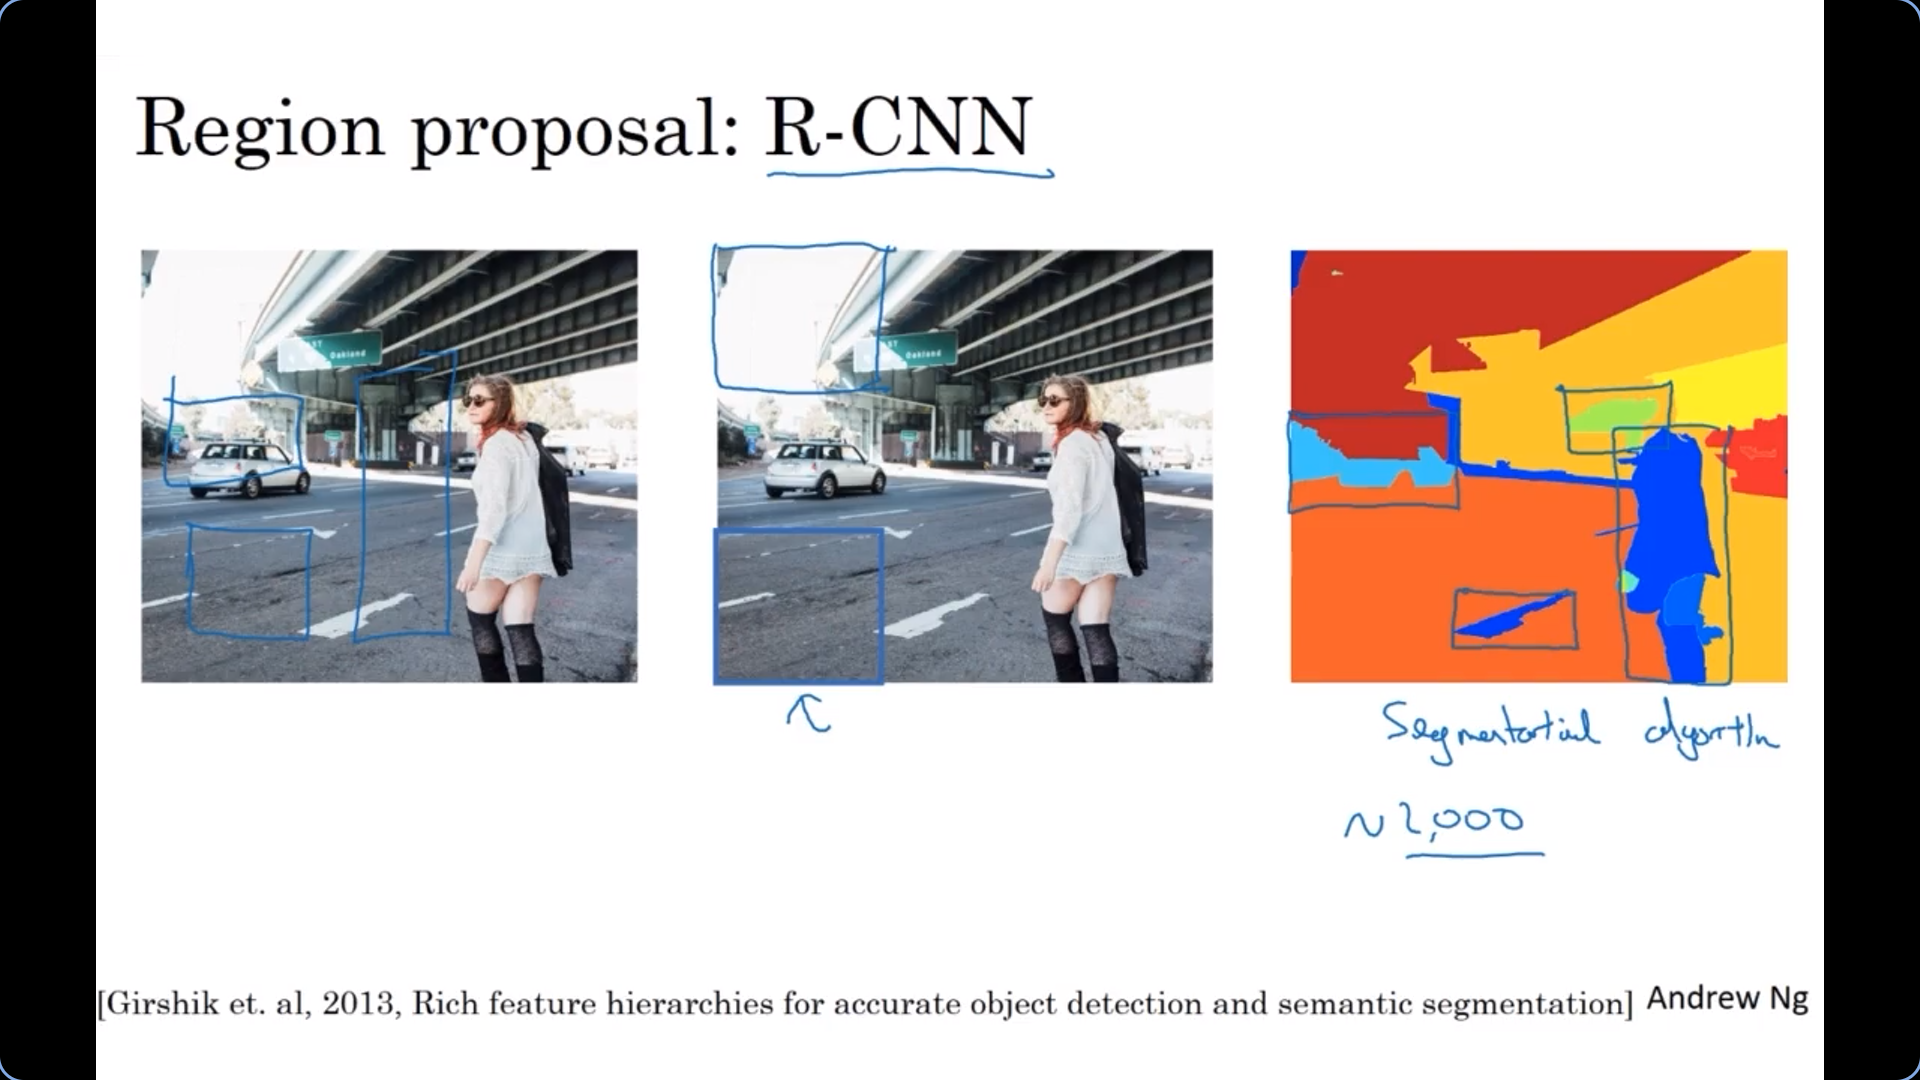 Region proposal: R-CNN
Oakland
Oakland
Segmentation algorithm
~2,000
[Girshik et. al, 2013, Rich feature hierarchies for accurate object detection and semantic segmentation] Andrew Ng